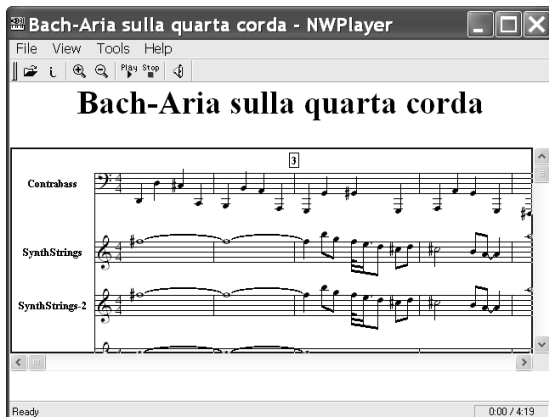 Bach-Aria sulla quarta corda - NWPlayer
File View Tools Help
Play Stop
Bach-Aria sulla quarta corda
3
Contrabass
SynthStrings
SynthStrings-2
Ready 0:00 / 4:19